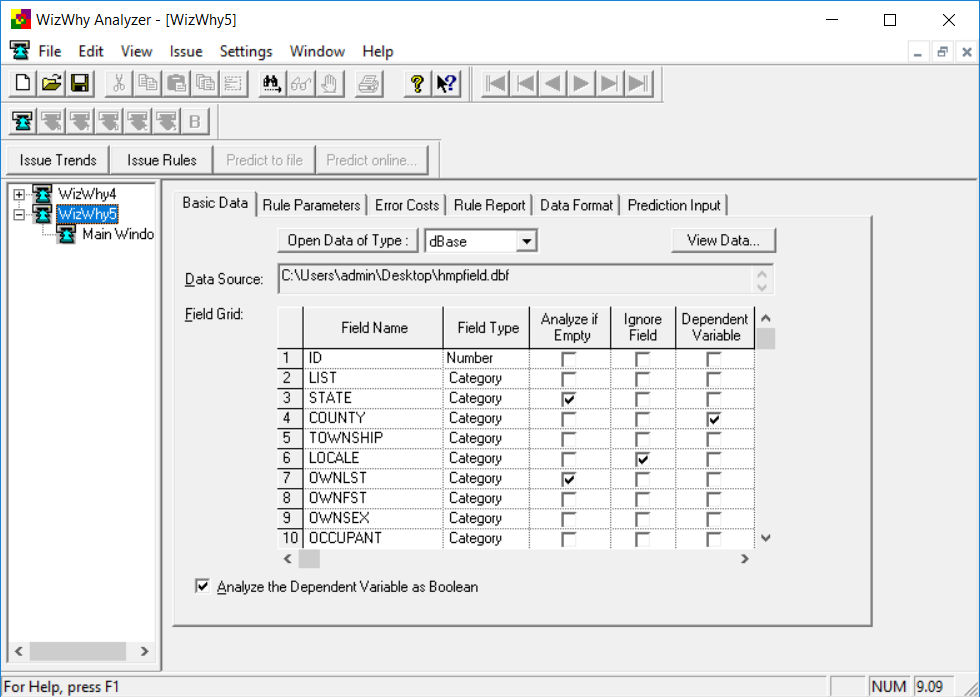 WizWhy Analyzer - [WizWhy5]
File Edit View Issue Settings Window Help
B
Issue Trends Issue Rules Predict to file Predict online...
WizWhy4
WizWhy5
Main Windo
Basic Data Rule Parameters Error Costs Rule Report Data Format Prediction Input
Open Data of Type : dBase View Data...
Data Source: C:\Users\admin\Desktop\hmpfield.dbf
Field Grid:
Field Name Field Type Analyze if Empty Ignore Field Dependent Variable
1 ID Number
2 LIST Category
3 STATE Category
4 COUNTY Category
5 TOWNSHIP Category
6 LOCALE Category
7 OWNLST Category
8 OWNFST Category
9 OWNSEX Category
10 OCCUPANT Category
Analyze the Dependent Variable as Boolean
For Help, press F1 NUM 9.09